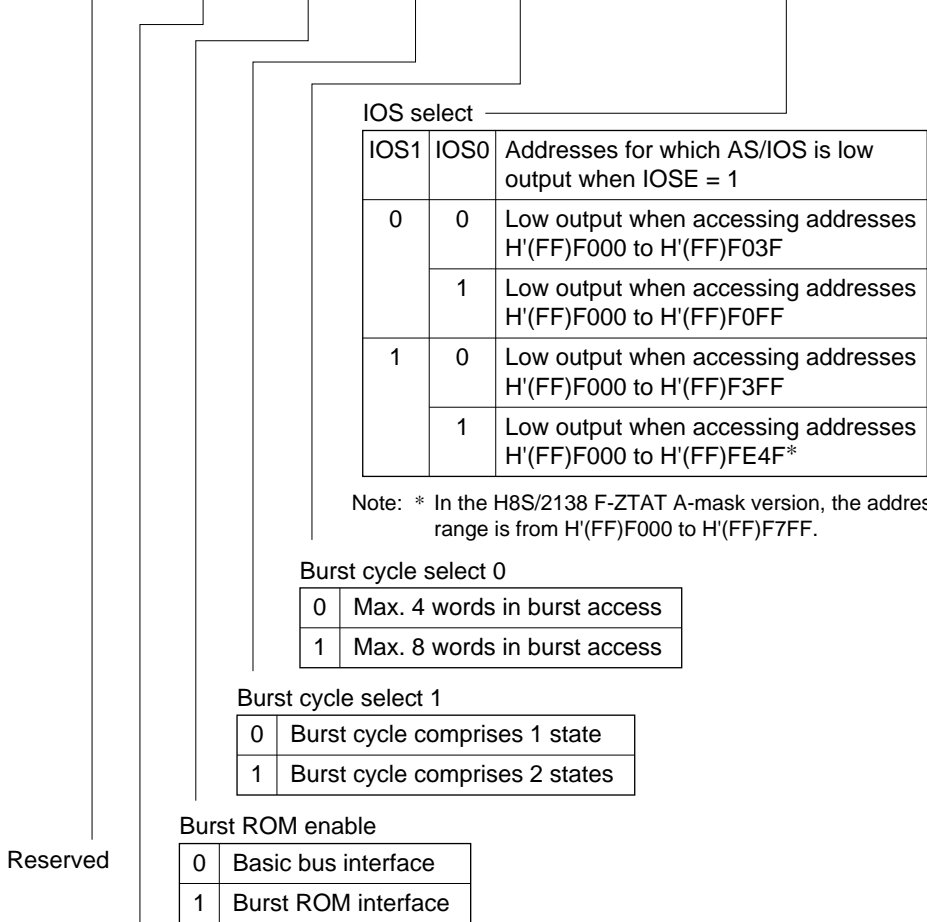 IOS select
IOS1 IOS0 Addresses for which AS/IOS is low
output when IOSE = 1
0 0 Low output when accessing addresses
H'(FF)F000 to H'(FF)F03F
1 Low output when accessing addresses
H'(FF)F000 to H'(FF)F0FF
1 0 Low output when accessing addresses
H'(FF)F000 to H'(FF)F3FF
1 Low output when accessing addresses
H'(FF)F000 to H'(FF)FE4F*
Note: * In the H8S/2138 F-ZTAT A-mask version, the addres
range is from H'(FF)F000 to H'(FF)F7FF.
Burst cycle select 0
0 Max. 4 words in burst access
1 Max. 8 words in burst access
Burst cycle select 1
0 Burst cycle comprises 1 state
1 Burst cycle comprises 2 states
Burst ROM enable
Reserved
0 Basic bus interface
1 Burst ROM interface